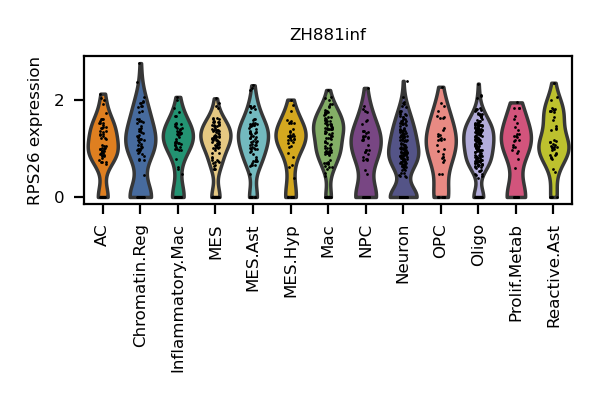 ZH881inf
RPS26 expression
2
0
AC
Chromatin.Reg
Inflammatory.Mac
MES
MES.Ast
MES.Hyp
Mac
NPC
Neuron
OPC
Oligo
Prolif.Metab
Reactive.Ast